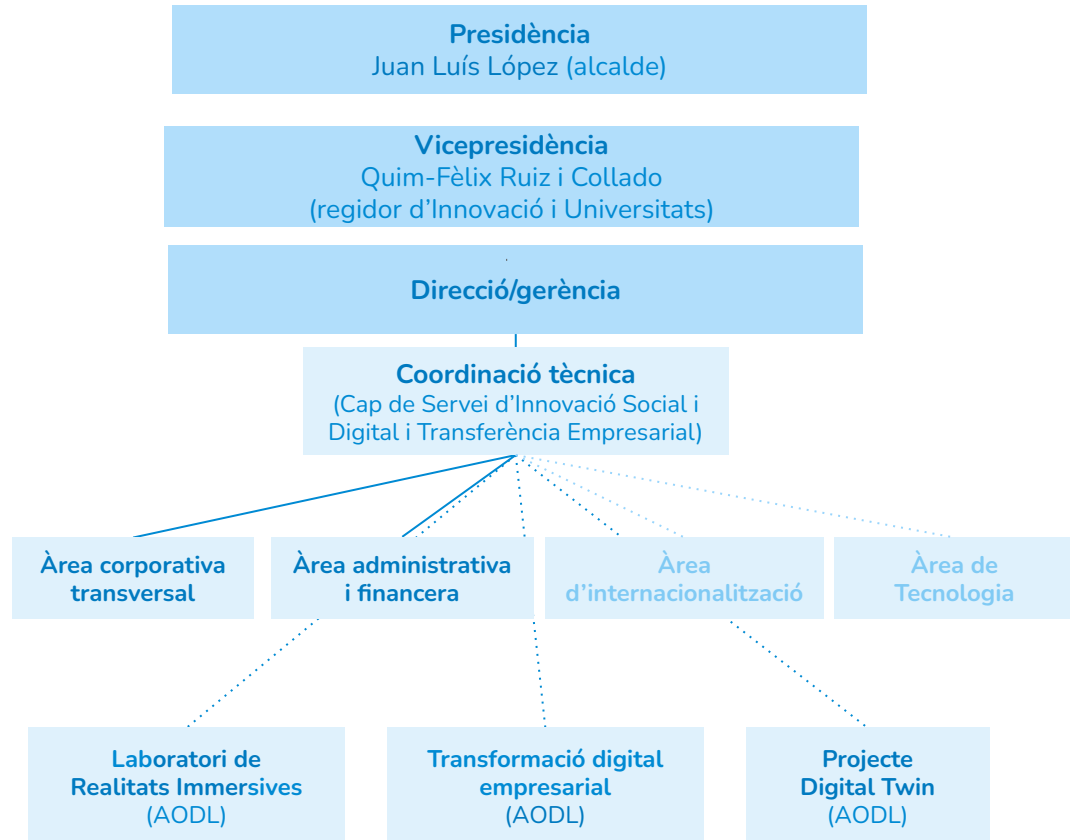 Presidència
Juan Luís López (alcalde)
Vicepresidència
Quim-Fèlix Ruiz i Collado
(regidor d’Innovació i Universitats)
Direcció/gerència
Coordinació tècnica
(Cap de Servei d’Innovació Social i
Digital i Transferència Empresarial)
Àrea corporativa
transversal
Àrea administrativa
i financera
Àrea
d’internacionalització
Àrea de
Tecnologia
Laboratori de
Realitats Immersives
(AODL)
Transformació digital
empresarial
(AODL)
Projecte
Digital Twin
(AODL)